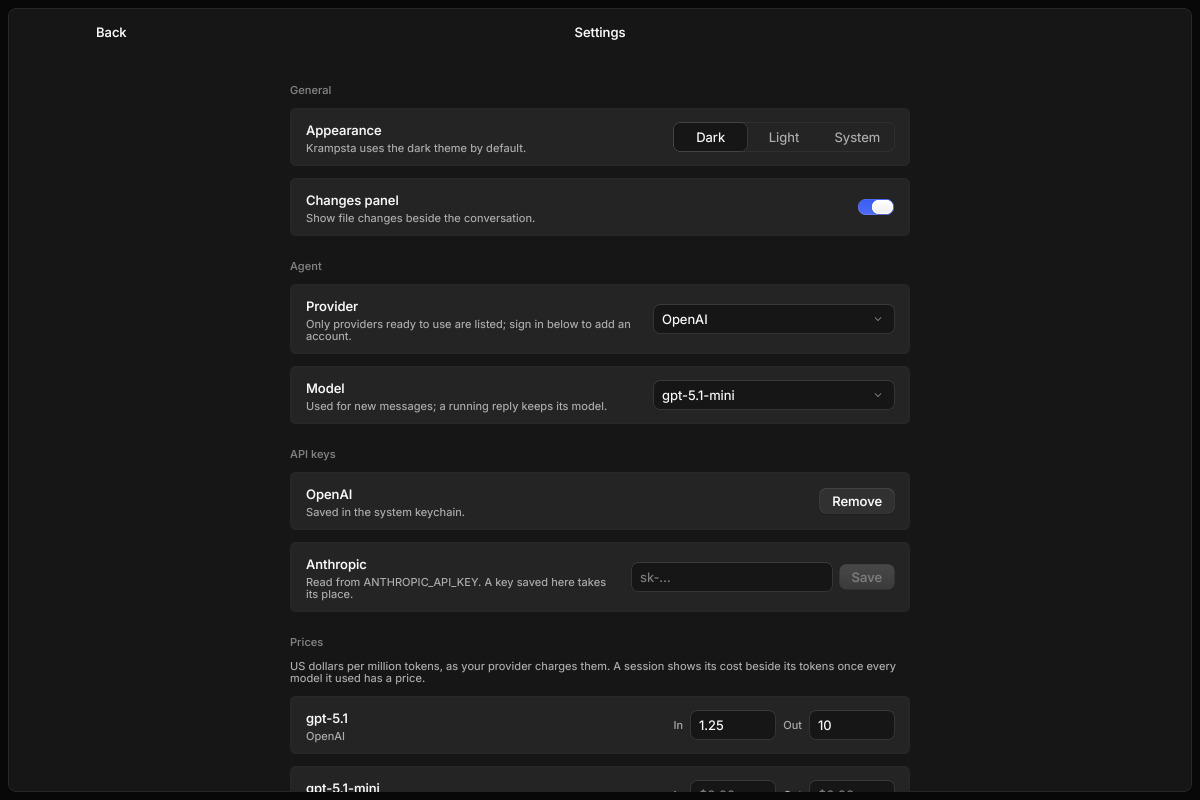 Back
Settings
General
Appearance
Krampsta uses the dark theme by default.
Dark
Light
System
Changes panel
Show file changes beside the conversation.
Agent
Provider
Only providers ready to use are listed; sign in below to add an
account.
OpenAI
Model
Used for new messages; a running reply keeps its model.
gpt-5.1-mini
API keys
OpenAI
Saved in the system keychain.
Remove
Anthropic
Read from ANTHROPIC_API_KEY. A key saved here takes
its place.
sk-...
Save
Prices
US dollars per million tokens, as your provider charges them. A session shows its cost beside its tokens once every
model it used has a price.
gpt-5.1
OpenAI
In
1.25
Out
10
gpt-5.1-mini